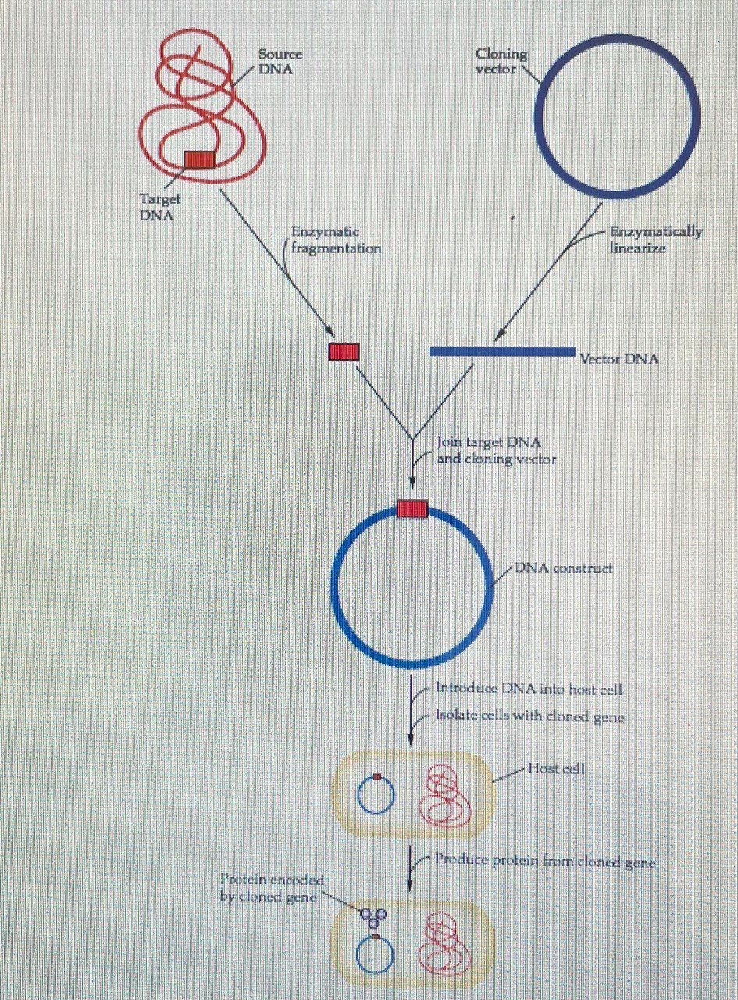 Source
DNA
Cloning
vector
Target
DNA
Enzymatic
fragmentation
Enzymatically
linearize
Vector DNA
Join target DNA
and cloning vector
DNA construct
Introduce DNA into host cell
Isolate cells with cloned gene
Host cell
Produce protein from cloned gene
Protein encoded
by cloned gene